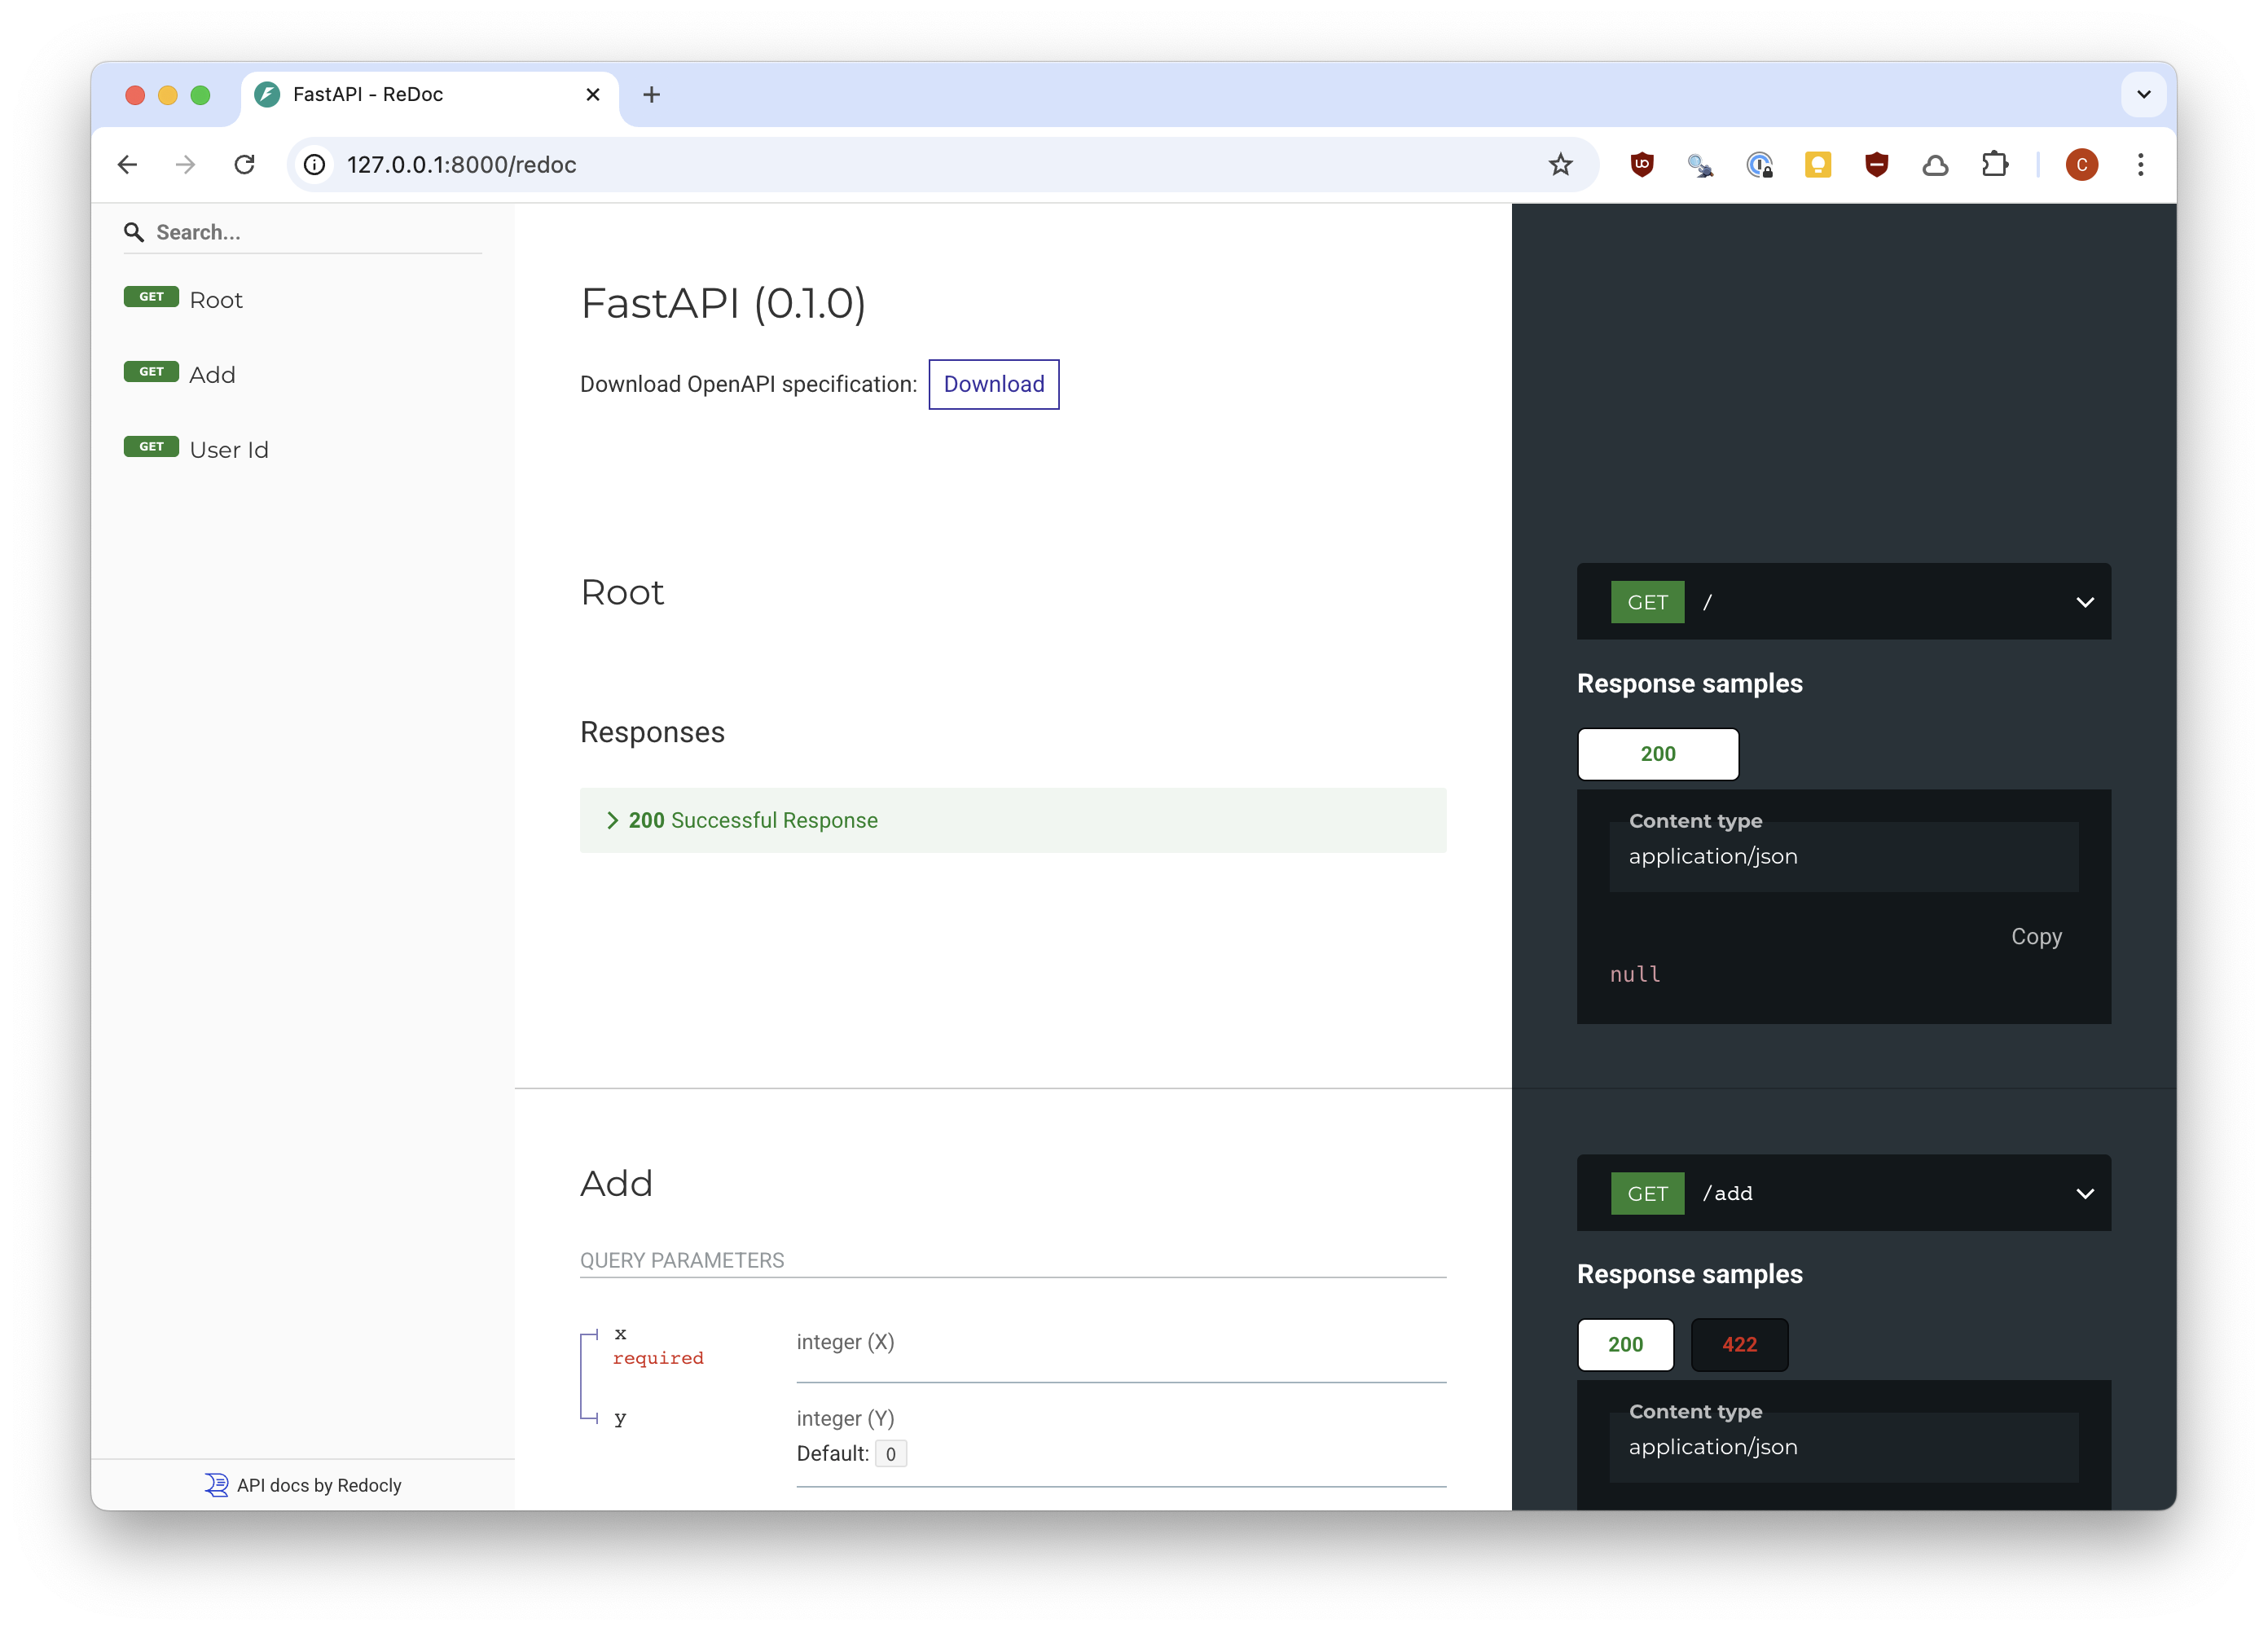 FastAPI - ReDoc
127.0.0.1:8000/redoc
C
Search...
GET Root
GET Add
GET User Id
API docs by Redocly
FastAPI (0.1.0)
Download OpenAPI specification: Download
Root
Responses
200 Successful Response
GET /
Response samples
200
Content type
application/json
Copy
null
Add
QUERY PARAMETERS
x
required
integer (X)
y
integer (Y)
Default: 0
GET /add
Response samples
200 422
Content type
application/json